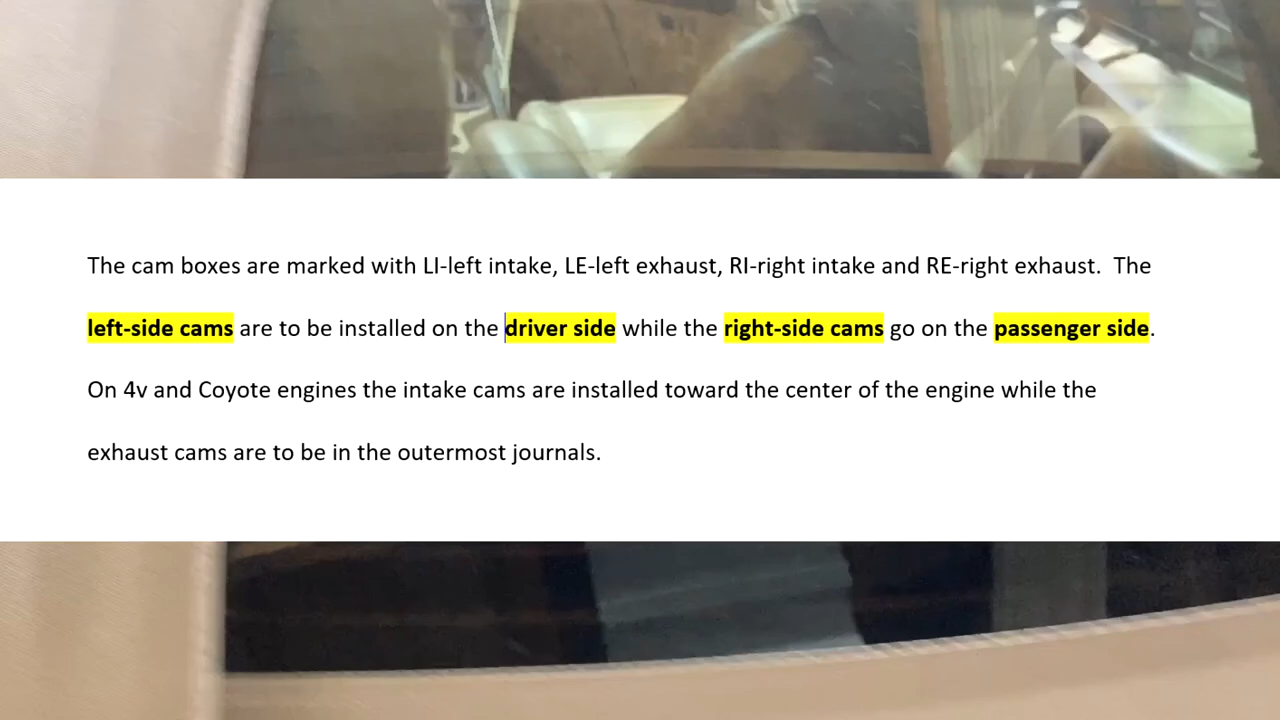 The cam boxes are marked with LI-left intake, LE-left exhaust, RI-right intake and RE-right exhaust.  The
left-side cams are to be installed on the driver side while the right-side cams go on the passenger side.
On 4v and Coyote engines the intake cams are installed toward the center of the engine while the
exhaust cams are to be in the outermost journals.